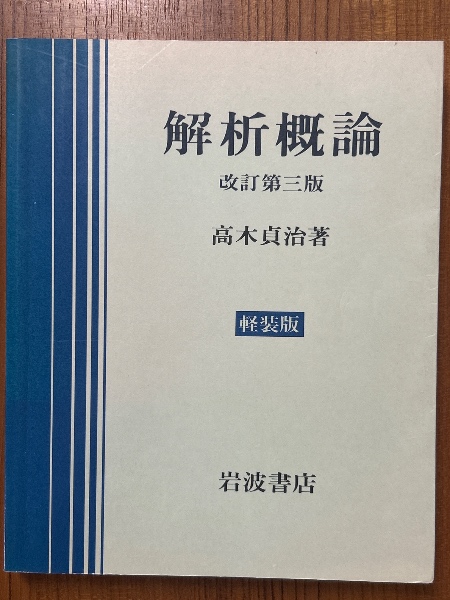 解析概論
改訂第三版
高木貞治著
軽装版
岩波書店